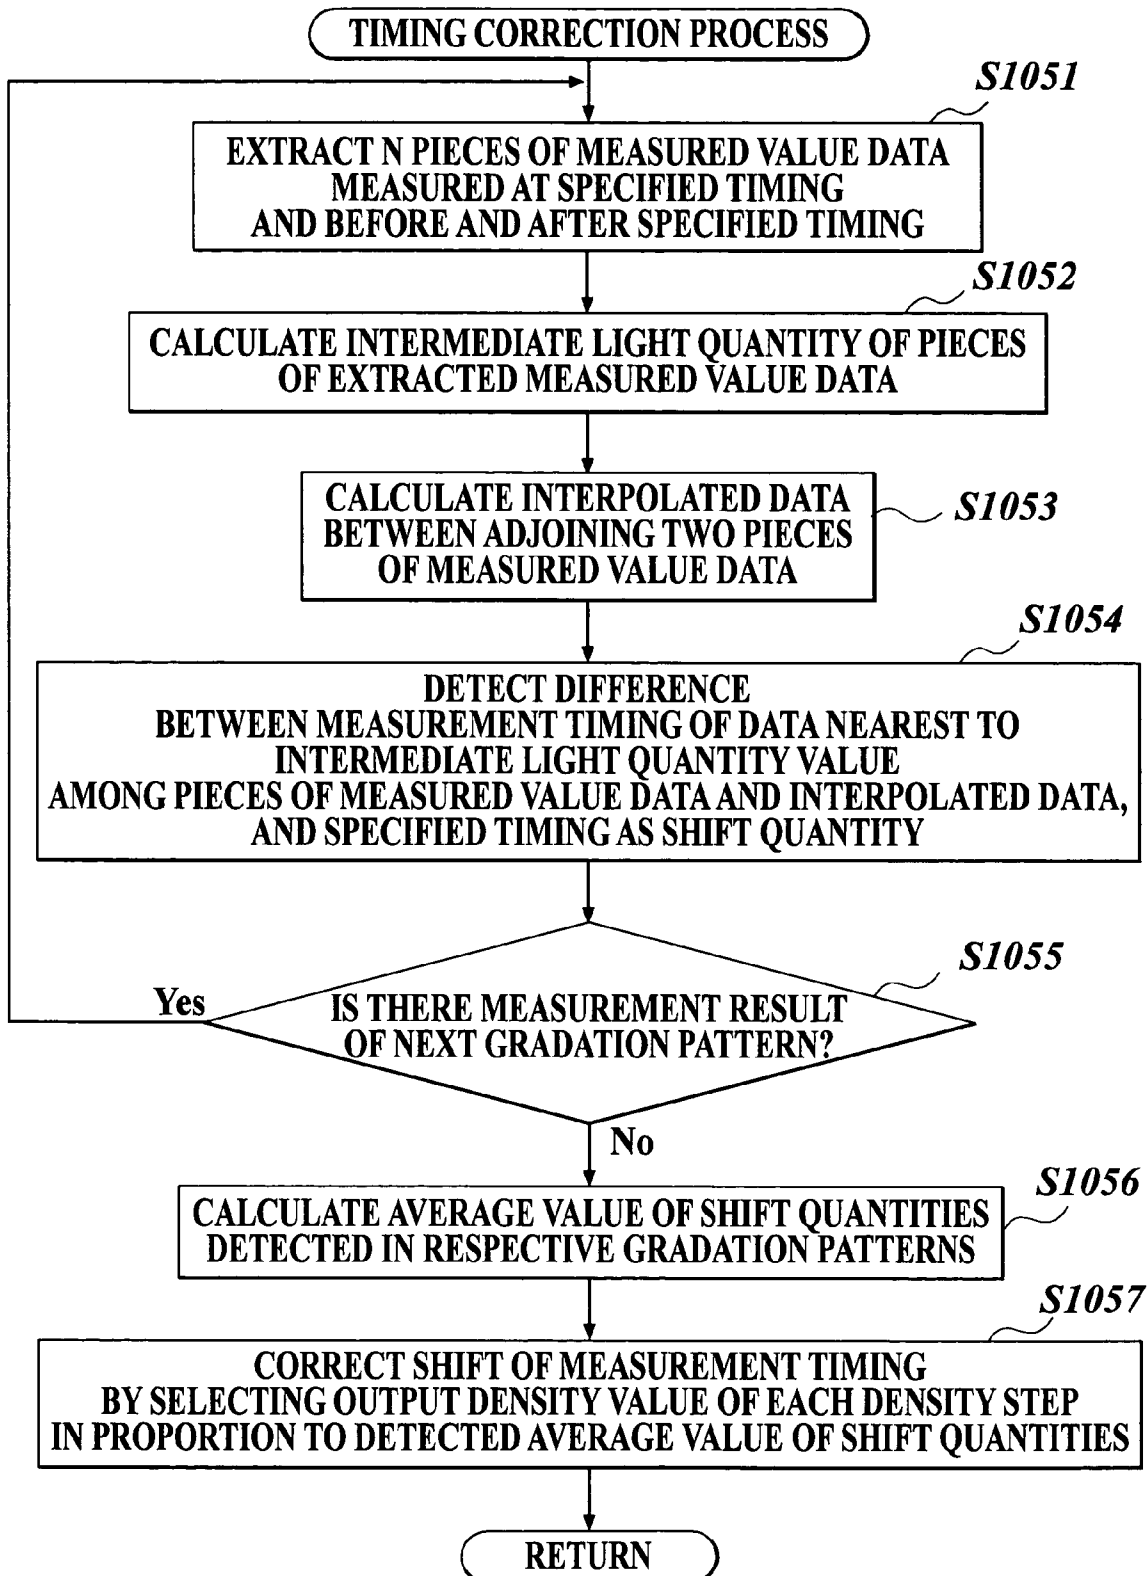 TIMING CORRECTION PROCESS
S1051
EXTRACT N PIECES OF MEASURED VALUE DATA
MEASURED AT SPECIFIED TIMING
AND BEFORE AND AFTER SPECIFIED TIMING
S1052
CALCULATE INTERMEDIATE LIGHT QUANTITY OF PIECES
OF EXTRACTED MEASURED VALUE DATA
S1053
CALCULATE INTERPOLATED DATA
BETWEEN ADJOINING TWO PIECES
OF MEASURED VALUE DATA
S1054
DETECT DIFFERENCE
BETWEEN MEASUREMENT TIMING OF DATA NEAREST TO
INTERMEDIATE LIGHT QUANTITY VALUE
AMONG PIECES OF MEASURED VALUE DATA AND INTERPOLATED DATA,
AND SPECIFIED TIMING AS SHIFT QUANTITY
S1055
Yes
IS THERE MEASUREMENT RESULT
OF NEXT GRADATION PATTERN?
No
S1056
CALCULATE AVERAGE VALUE OF SHIFT QUANTITIES
DETECTED IN RESPECTIVE GRADATION PATTERNS
S1057
CORRECT SHIFT OF MEASUREMENT TIMING
BY SELECTING OUTPUT DENSITY VALUE OF EACH DENSITY STEP
IN PROPORTION TO DETECTED AVERAGE VALUE OF SHIFT QUANTITIES
RETURN